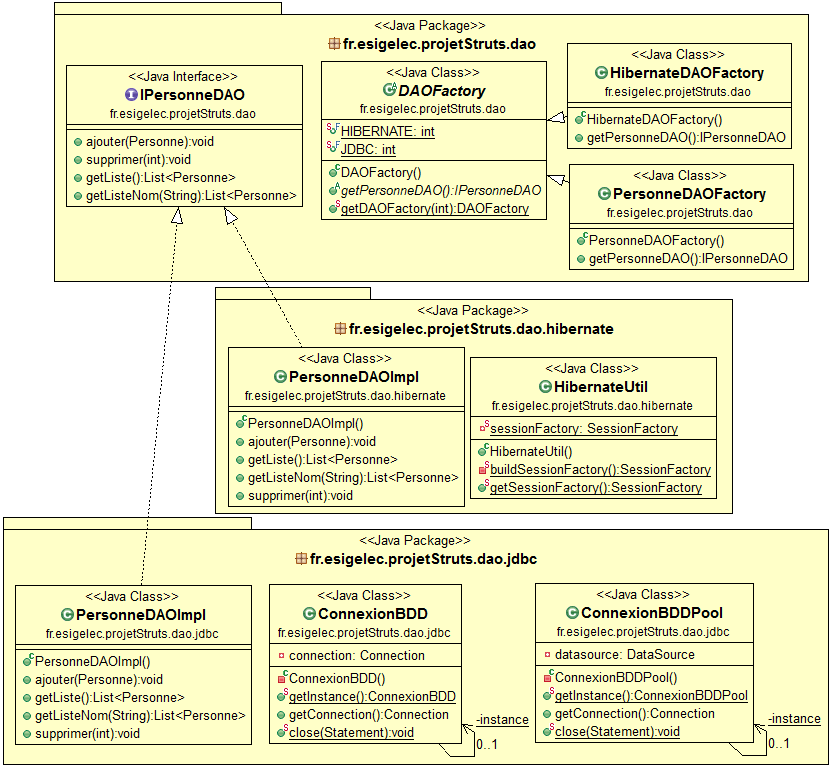 <<Java Package>>
fr.esigelec.projetStruts.dao
<<Java Interface>>
IPersonneDAO
fr.esigelec.projetStruts.dao
ajouter(Personne):void
supprimer(int):void
getListe():List<Personne>
getListeNom(String):List<Personne>
<<Java Class>>
DAOFactory
fr.esigelec.projetStruts.dao
HIBERNATE: int
JDBC: int
DAOFactory()
getPersonneDAO():IPersonneDAO
getDAOFactory(int):DAOFactory
<<Java Class>>
HibernateDAOFactory
fr.esigelec.projetStruts.dao
HibernateDAOFactory()
getPersonneDAO():IPersonneDAO
<<Java Class>>
PersonneDAOFactory
fr.esigelec.projetStruts.dao
PersonneDAOFactory()
getPersonneDAO():IPersonneDAO
<<Java Package>>
fr.esigelec.projetStruts.dao.hibernate
<<Java Class>>
PersonneDAOImpl
fr.esigelec.projetStruts.dao.hibernate
PersonneDAOImpl()
ajouter(Personne):void
getListe():List<Personne>
getListeNom(String):List<Personne>
supprimer(int):void
<<Java Class>>
HibernateUtil
fr.esigelec.projetStruts.dao.hibernate
sessionFactory: SessionFactory
HibernateUtil()
buildSessionFactory():SessionFactory
getSessionFactory():SessionFactory
<<Java Package>>
fr.esigelec.projetStruts.dao.jdbc
<<Java Class>>
PersonneDAOImpl
fr.esigelec.projetStruts.dao.jdbc
PersonneDAOImpl()
ajouter(Personne):void
getListe():List<Personne>
getListeNom(String):List<Personne>
supprimer(int):void
<<Java Class>>
ConnexionBDD
fr.esigelec.projetStruts.dao.jdbc
connection: Connection
ConnexionBDD()
getInstance():ConnexionBDD
getConnection():Connection
close(Statement):void
-instance
0..1
<<Java Class>>
ConnexionBDDPool
fr.esigelec.projetStruts.dao.jdbc
datasource: DataSource
ConnexionBDDPool()
getInstance():ConnexionBDDPool
getConnection():Connection
close(Statement):void
-instance
0..1